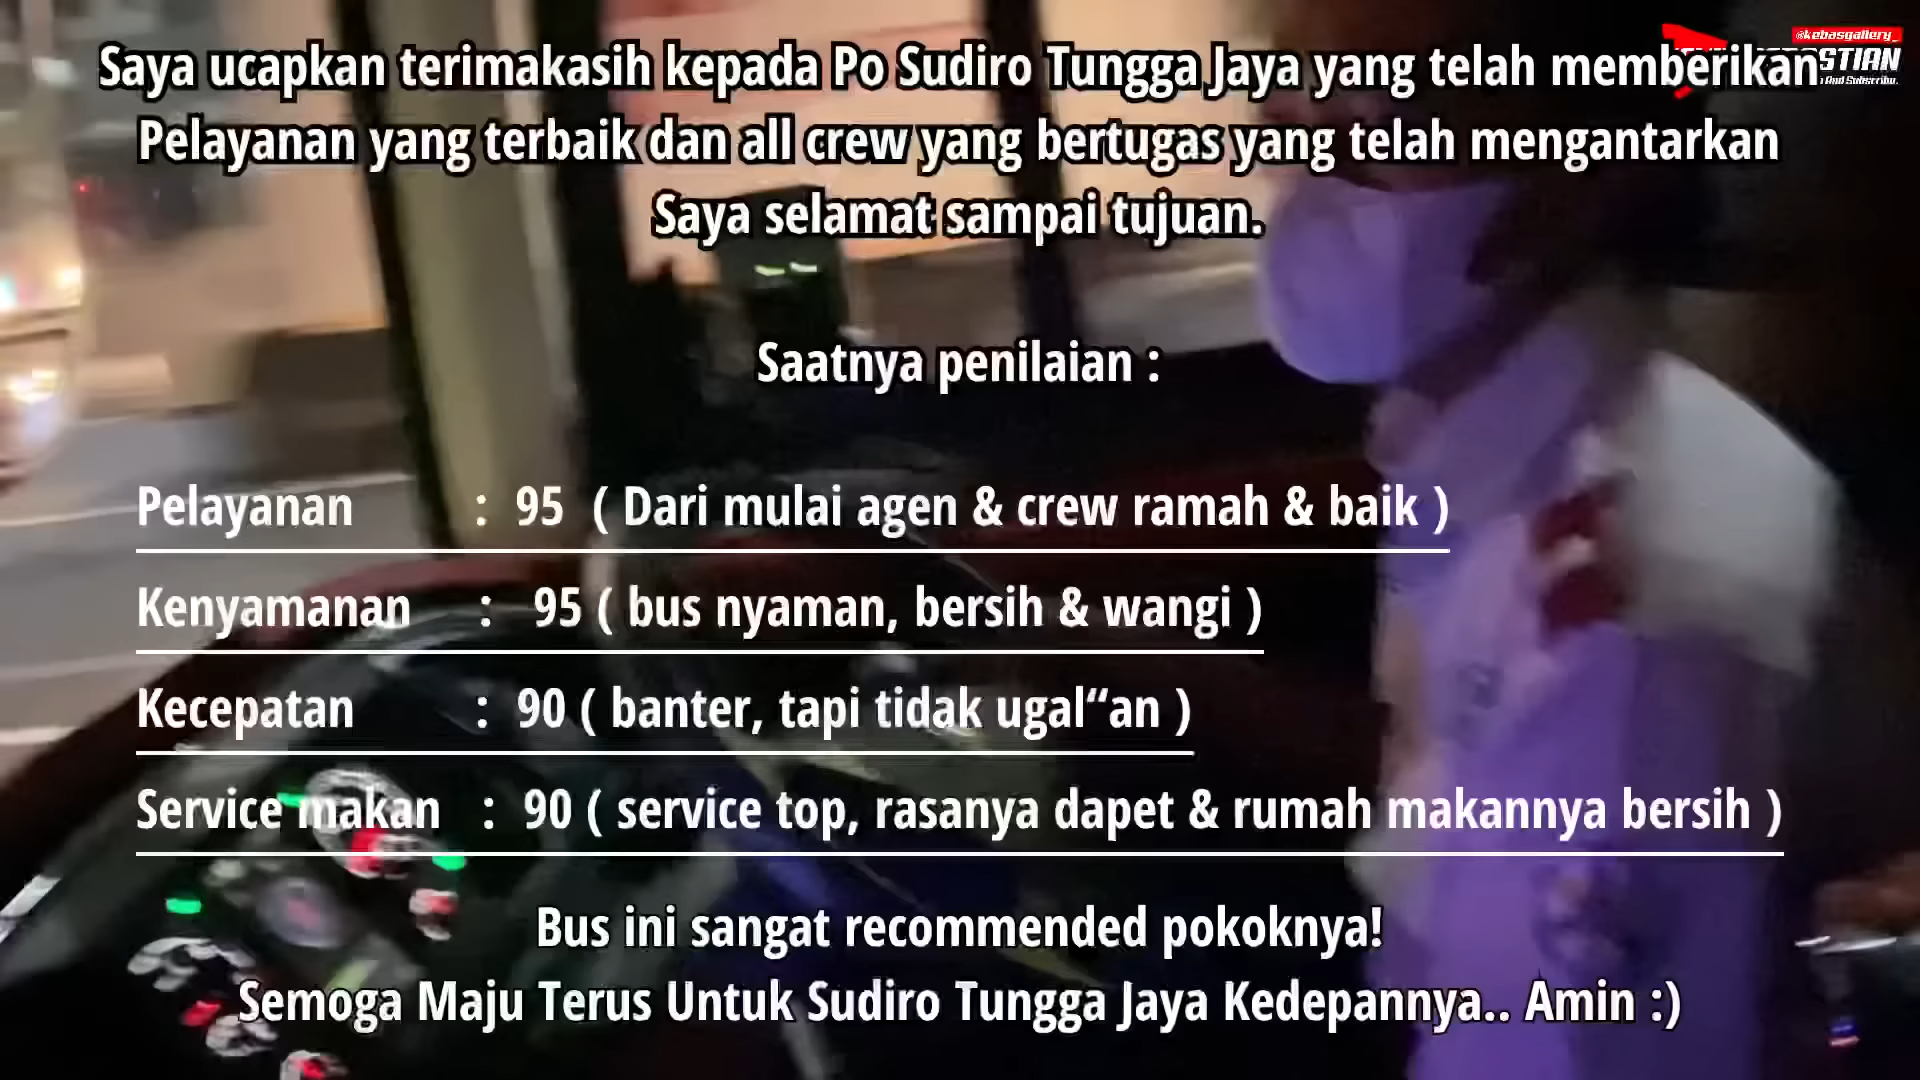 @kebasgallery_
STIAN
And Subscribe.
Saya ucapkan terimakasih kepada Po Sudiro Tungga Jaya yang telah memberikan
Pelayanan yang terbaik dan all crew yang bertugas yang telah mengantarkan
Saya selamat sampai tujuan.
Saatnya penilaian :
Pelayanan : 95 ( Dari mulai agen & crew ramah & baik )
Kenyamanan : 95 ( bus nyaman, bersih & wangi )
Kecepatan : 90 ( banter, tapi tidak ugal“an )
Service makan : 90 ( service top, rasanya dapet & rumah makannya bersih )
Bus ini sangat recommended pokoknya!
Semoga Maju Terus Untuk Sudiro Tungga Jaya Kedepannya.. Amin :)